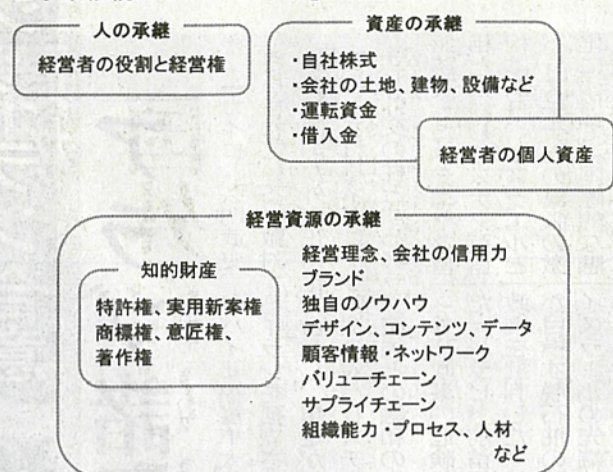 人の承継
経営者の役割と経営権
資産の承継
・自社株式
・会社の土地、建物、設備など
・運転資金
・借入金
経営者の個人資産
経営資源の承継
知的財産
特許権、実用新案権
商標権、意匠権、
著作権
経営理念、会社の信用力
ブランド
独自のノウハウ
デザイン、コンテンツ、データ
顧客情報・ネットワーク
バリューチェーン
サプライチェーン
組織能力・プロセス、人材
など